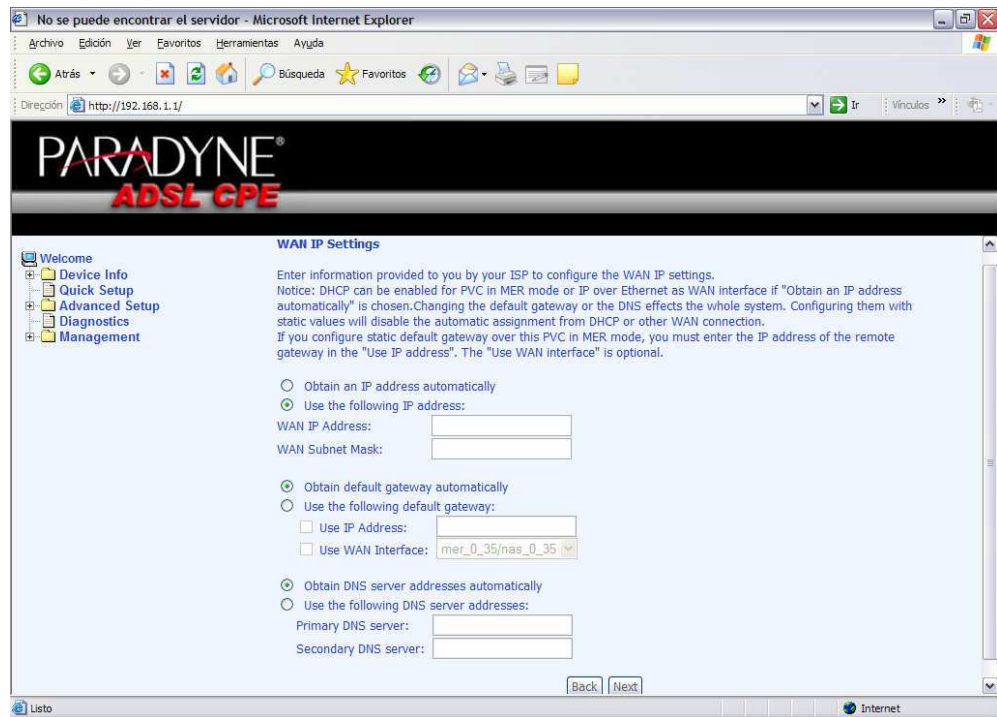 No se puede encontrar el servidor - Microsoft Internet Explorer
Archivo Edición Ver Favoritos Herramientas Ayuda
Atrás Búsqueda Favoritos
Dirección http://192.168.1.1/ Ir Vínculos »
PARADYNE®
ADSL CPE
Welcome
Device Info
Quick Setup
Advanced Setup
Diagnostics
Management
WAN IP Settings
Enter information provided to you by your ISP to configure the WAN IP settings.
Notice: DHCP can be enabled for PVC in MER mode or IP over Ethernet as WAN interface if "Obtain an IP address
automatically" is chosen.Changing the default gateway or the DNS effects the whole system. Configuring them with
static values will disable the automatic assignment from DHCP or other WAN connection.
If you configure static default gateway over this PVC in MER mode, you must enter the IP address of the remote
gateway in the "Use IP address". The "Use WAN interface" is optional.
Obtain an IP address automatically
Use the following IP address:
WAN IP Address:
WAN Subnet Mask:
Obtain default gateway automatically
Use the following default gateway:
Use IP Address:
Use WAN Interface: mer_0_35/nas_0_35
Obtain DNS server addresses automatically
Use the following DNS server addresses:
Primary DNS server:
Secondary DNS server:
Back Next
Listo Internet